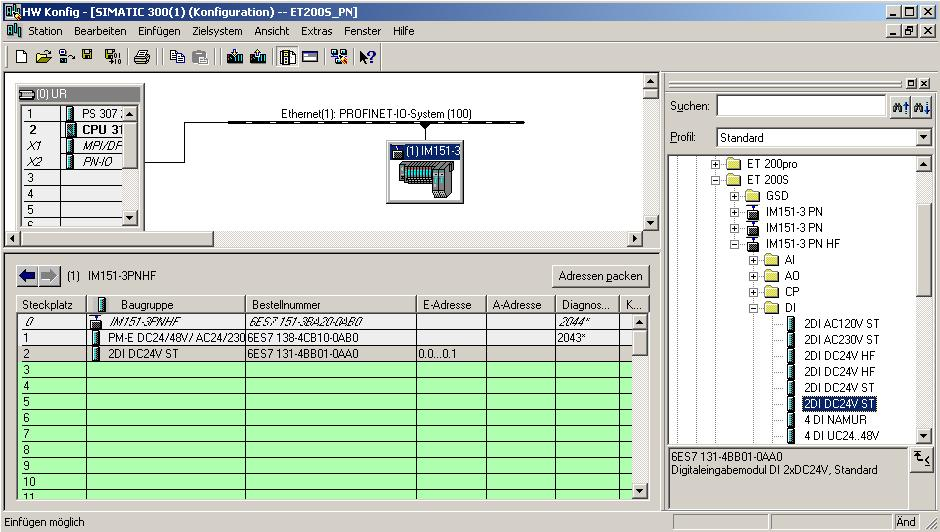 HW Konfig - [SIMATIC 300(1) (Konfiguration) -- ET200S_PN]
Station Bearbeiten Einfügen Zielsystem Ansicht Extras Fenster Hilfe
(0) UR
1 PS 307
2 CPU 31
X1 MPI/DP
X2 PN-IO
3
4
5
6
Ethernet(1): PROFINET-IO-System (100)
(1) IM151-3
(1) IM151-3PNHF
Adressen packen
Steckplatz Baugruppe Bestellnummer E-Adresse A-Adresse Diagnos... K...
0 IM151-3PNHF 6ES7 151-3BA20-0AB0 2044*
1 PM-E DC24/48V/ AC24/230 6ES7 138-4CB10-0AB0 2043*
2 2DI DC24V ST 6ES7 131-4BB01-0AA0 0.0...0.1
3
4
5
6
7
8
9
10
11
Suchen:
Profil: Standard
ET 200pro
ET 200S
GSD
IM151-3 PN
IM151-3 PN
IM151-3 PN HF
AI
AO
CP
DI
2DI AC120V ST
2DI AC230V ST
2DI DC24V HF
2DI DC24V HF
2DI DC24V ST
2DI DC24V ST
4 DI NAMUR
4 DI UC24..48V
6ES7 131-4BB01-0AA0
Digitaleingabemodul DI 2xDC24V, Standard
Einfügen möglich
Änd